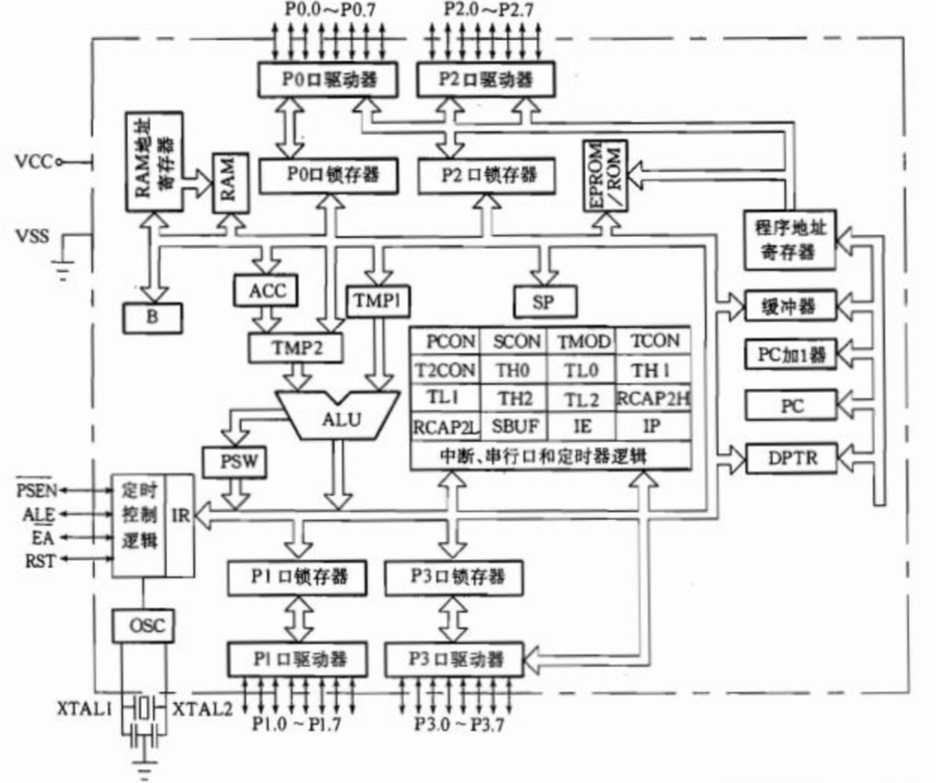 P0.0～P0.7
P2.0～P2.7
P0口驱动器
P2口驱动器
VCC
RAM地址
寄存器
RAM
P0口锁存器
P2口锁存器
EPROM
/ROM
VSS
程序地址
寄存器
B
ACC
TMP1
SP
缓冲器
TMP2
PCON SCON TMOD TCON
T2CON TH0 TL0 TH1
TL1 TH2 TL2 RCAP2H
RCAP2L SBUF IE IP
中断、串行口和定时器逻辑
PC加1器
PC
DPTR
ALU
PSW
PSEN
ALE
EA
RST
定时
控制
逻辑
IR
P1口锁存器
P3口锁存器
OSC
P1口驱动器
P3口驱动器
XTAL1
XTAL2
P1.0～P1.7
P3.0～P3.7